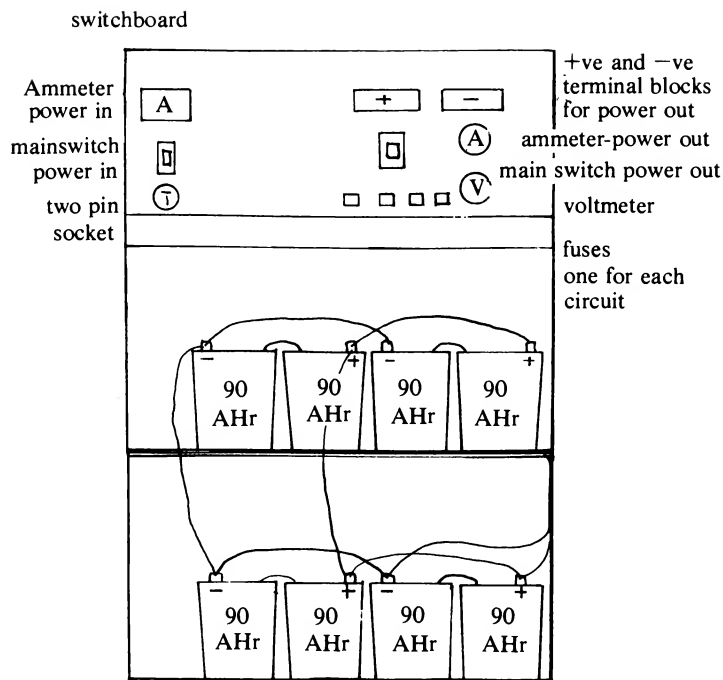 switchboard
Ammeter
power in
A
+
−
+ve and −ve
terminal blocks
for power out
mainswitch
power in
A
ammeter-power out
main switch power out
two pin
socket
V
voltmeter
fuses
one for each
circuit
−
+
−
+
90
AHr
90
AHr
90
AHr
90
AHr
−
+
−
+
90
AHr
90
AHr
90
AHr
90
AHr